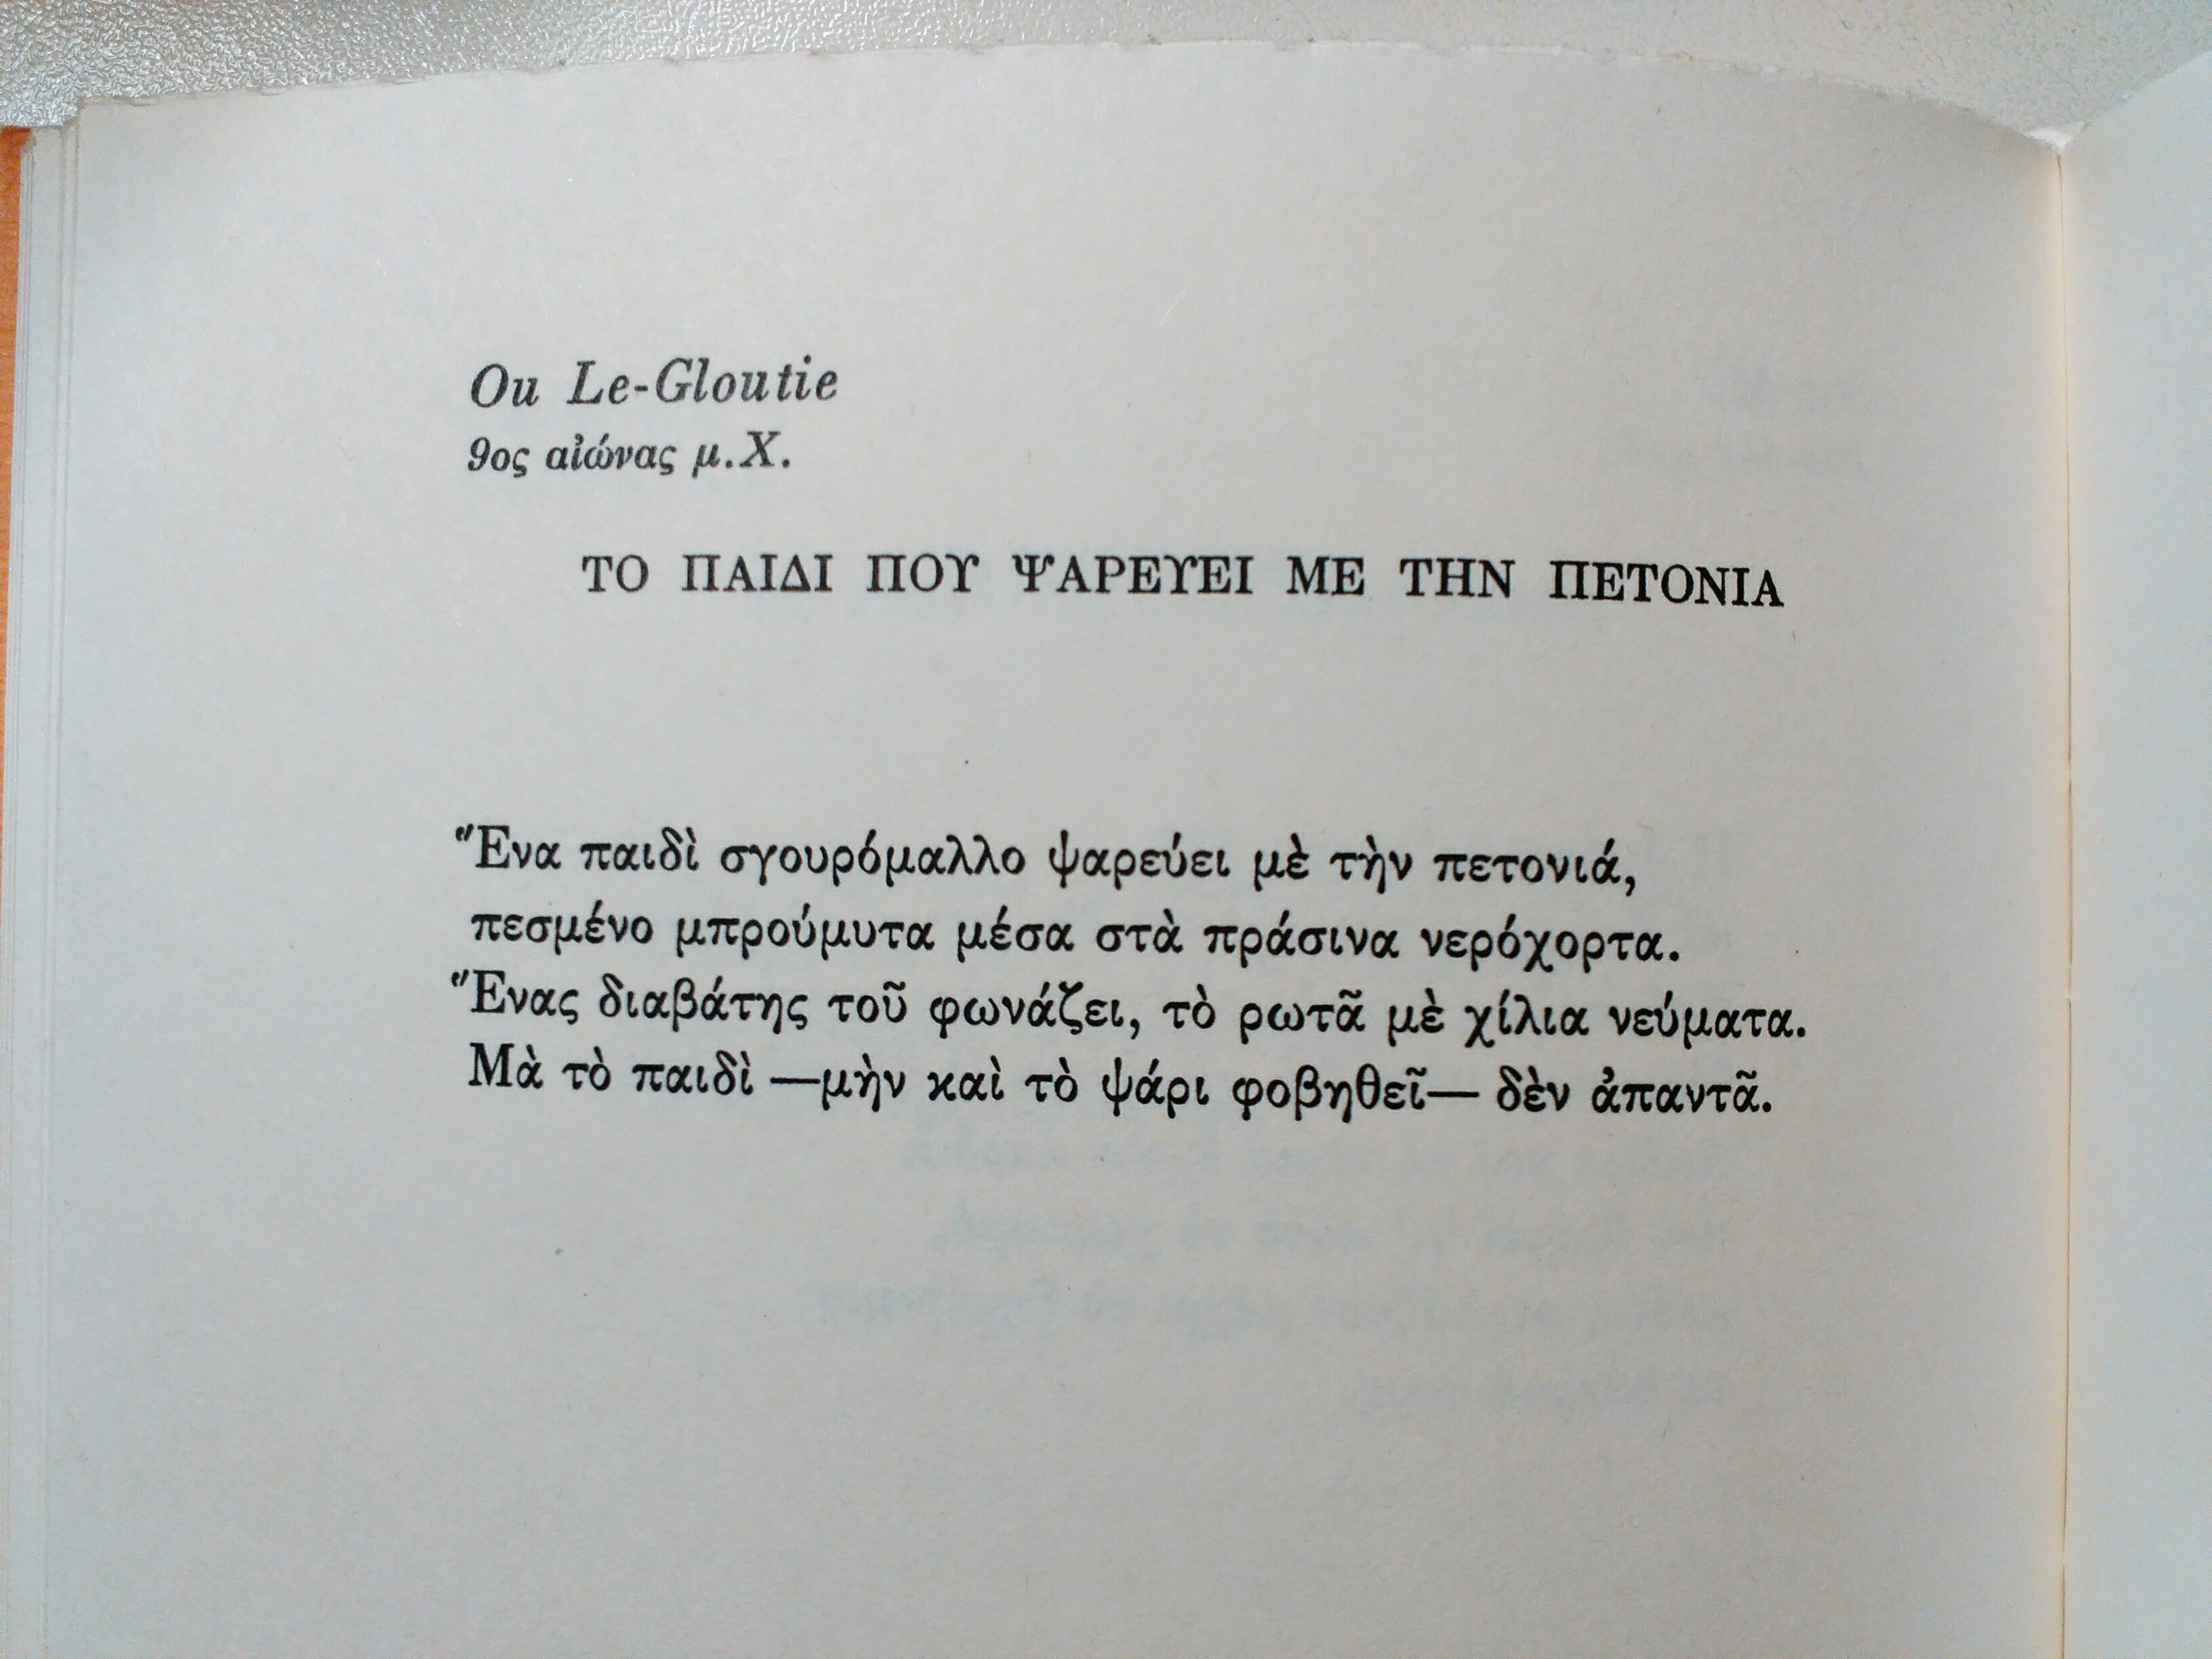 Ou Le-Gloutie
9ος αἰώνας μ.Χ.
ΤΟ ΠΑΙΔΙ ΠΟΥ ΨΑΡΕΥΕΙ ΜΕ ΤΗΝ ΠΕΤΟΝΙΑ
Ἕνα παιδὶ σγουρόμαλλο ψαρεύει μὲ τὴν πετονιά,
πεσμένο μπρούμυτα μέσα στὰ πράσινα νερόχορτα.
Ἕνας διαβάτης τοῦ φωνάζει, τὸ ρωτᾶ μὲ χίλια νεύματα.
Μὰ τὸ παιδὶ —μὴν καὶ τὸ ψάρι φοβηθεῖ— δὲν ἀπαντᾶ.